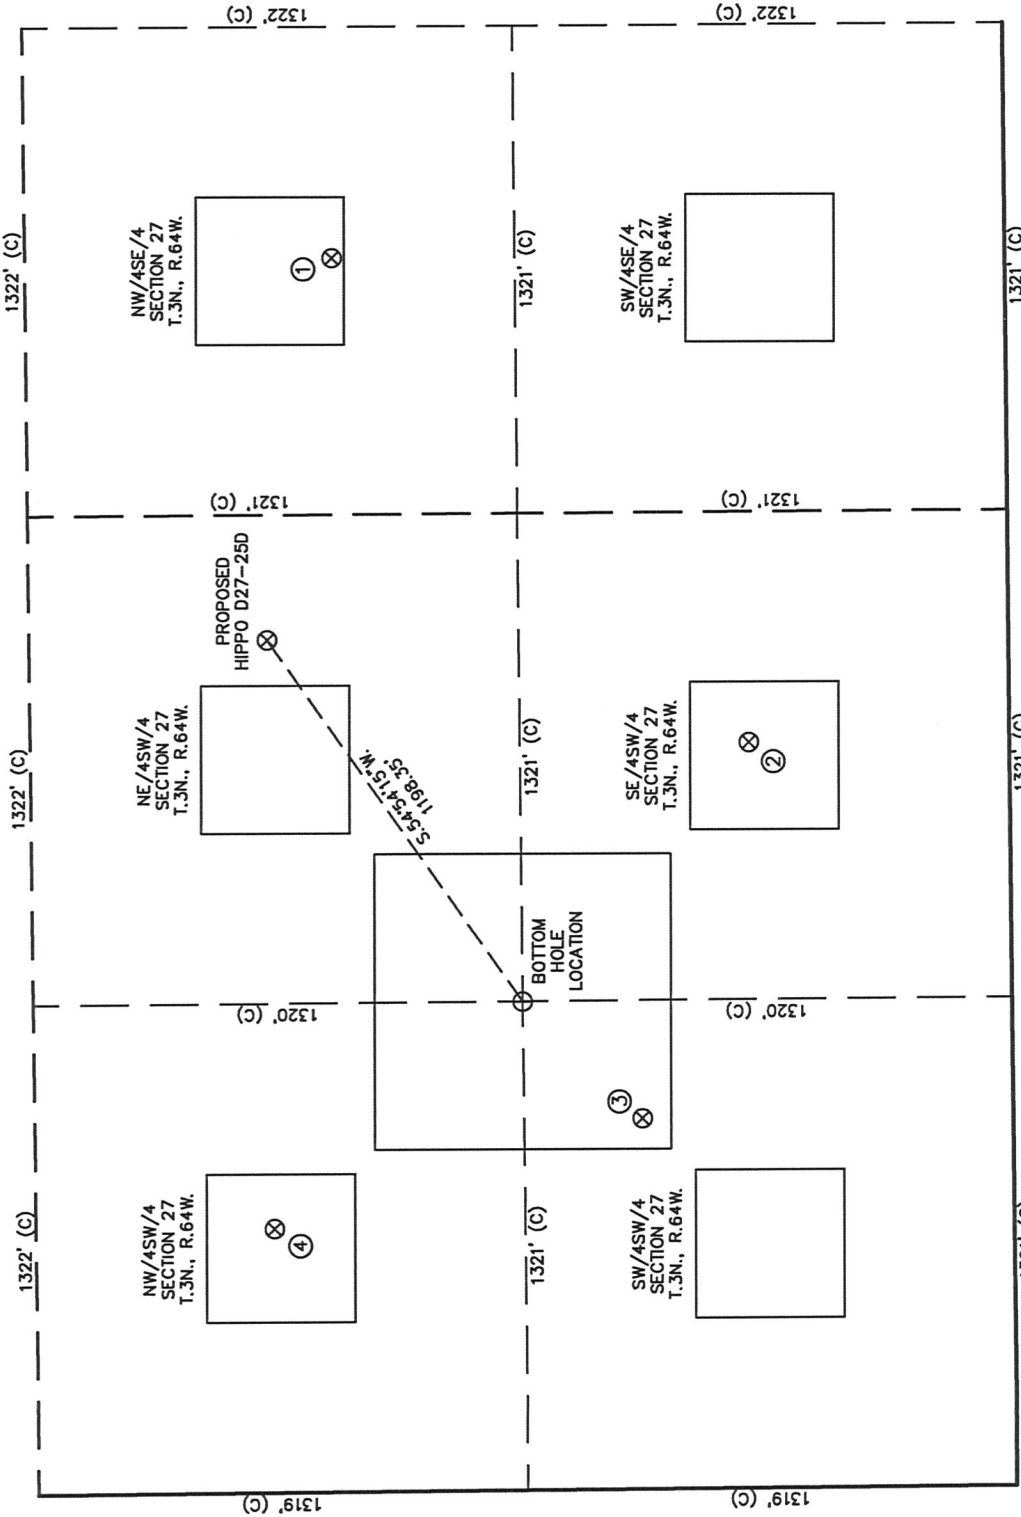 1322' (C)
1322' (C)
1322' (C)
1319' (C)
1320' (C)
1321' (C)
1322' (C)
NW/4SW/4
SECTION 27
T.3N., R.64W.
4
NE/4SW/4
SECTION 27
T.3N., R.64W.
PROPOSED
HIPPO D27-25D
S.54°54'15"W.
1198.35'
NW/4SE/4
SECTION 27
T.3N., R.64W.
1
1321' (C)
1321' (C)
1321' (C)
BOTTOM
HOLE
LOCATION
3
1319' (C)
1320' (C)
1321' (C)
1322' (C)
SW/4SW/4
SECTION 27
T.3N., R.64W.
SE/4SW/4
SECTION 27
T.3N., R.64W.
2
SW/4SE/4
SECTION 27
T.3N., R.64W.
1321' (C)
1321' (C)